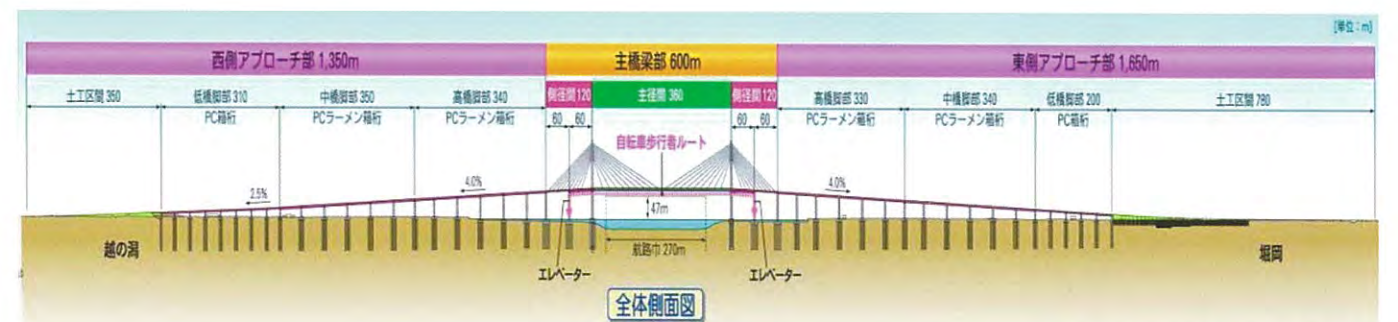 [単位：m]
西側アプローチ部 1,350m
主橋梁部 600m
東側アプローチ部 1,650m
土工区間 350
低橋脚部 310
PC箱桁
中橋脚部 350
PCラーメン箱桁
高橋脚部 340
PCラーメン箱桁
側径間 120
主径間 360
側径間 120
高橋脚部 330
PCラーメン箱桁
中橋脚部 340
PCラーメン箱桁
低橋脚部 200
PC箱桁
土工区間 780
60
60
60
60
自転車歩行者ルート
2.5%
4.0%
4.0%
47m
航路巾 270m
越の潟
堀岡
エレベーター
エレベーター
全体側面図